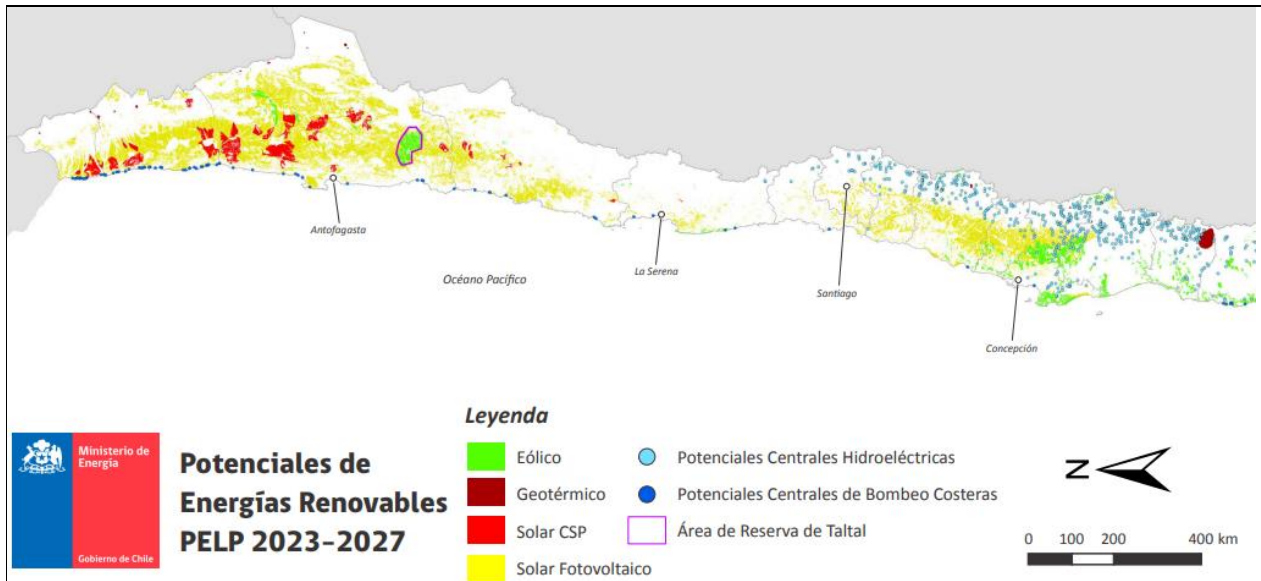 Antofagasta
Océano Pacífico
La Serena
Santiago
Concepción
Leyenda
Ministerio de
Energía
Gobierno de Chile
Potenciales de
Energías Renovables
PELP 2023-2027
Eólico
Geotérmico
Solar CSP
Solar Fotovoltaico
Potenciales Centrales Hidroeléctricas
Potenciales Centrales de Bombeo Costeras
Área de Reserva de Taltal
N
0 100 200 400 km